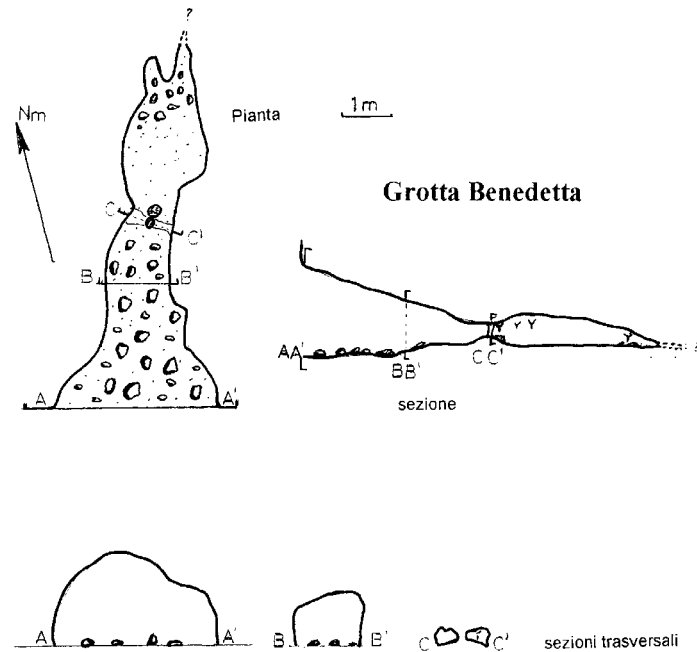 ?
Nm
Pianta
1m
Grotta Benedetta
C
C'
B
B'
A
A'
AA'
BB'
CC'
?
sezione
A
A'
B
B'
C
C'
sezioni trasversali